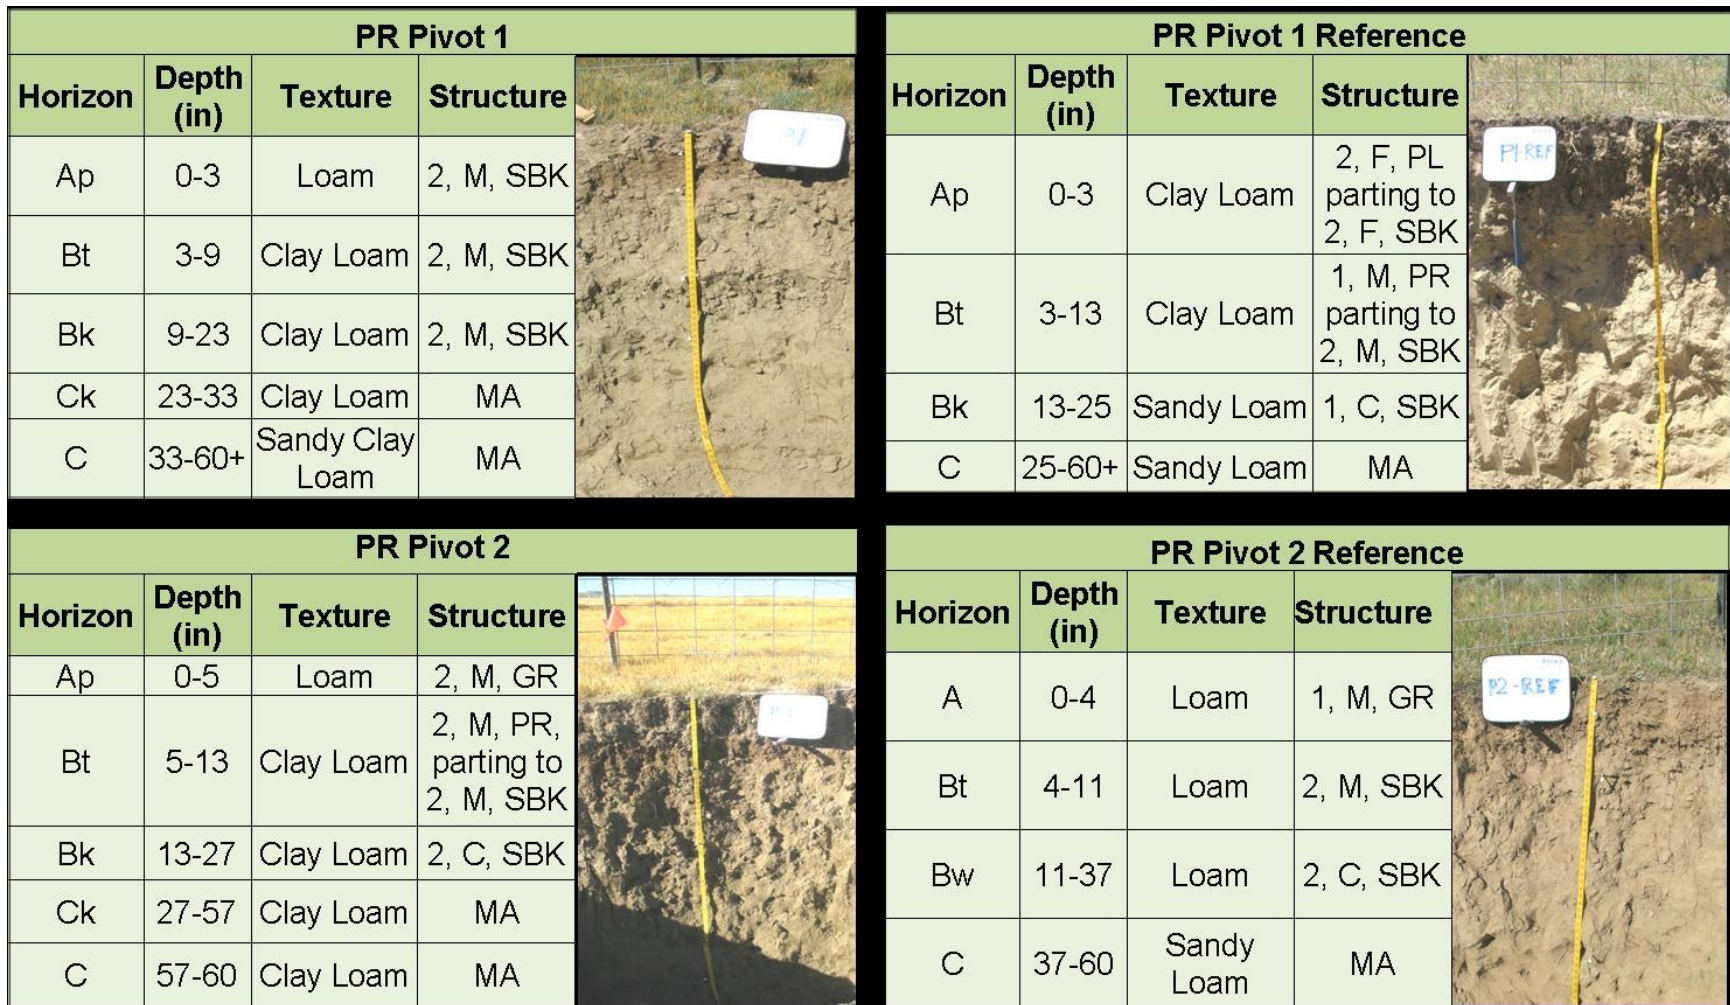 PR Pivot 1
Horizon Depth (in) Texture Structure
Ap 0-3 Loam 2, M, SBK
Bt 3-9 Clay Loam 2, M, SBK
Bk 9-23 Clay Loam 2, M, SBK
Ck 23-33 Clay Loam MA
C 33-60+ Sandy Clay Loam MA
P1
PR Pivot 1 Reference
Horizon Depth (in) Texture Structure
Ap 0-3 Clay Loam 2, F, PL parting to 2, F, SBK
Bt 3-13 Clay Loam 1, M, PR parting to 2, M, SBK
Bk 13-25 Sandy Loam 1, C, SBK
C 25-60+ Sandy Loam MA
P1-REF
PR Pivot 2
Horizon Depth (in) Texture Structure
Ap 0-5 Loam 2, M, GR
Bt 5-13 Clay Loam 2, M, PR, parting to 2, M, SBK
Bk 13-27 Clay Loam 2, C, SBK
Ck 27-57 Clay Loam MA
C 57-60 Clay Loam MA
PR Pivot 2 Reference
Horizon Depth (in) Texture Structure
A 0-4 Loam 1, M, GR
Bt 4-11 Loam 2, M, SBK
Bw 11-37 Loam 2, C, SBK
C 37-60 Sandy Loam MA
P2-REF